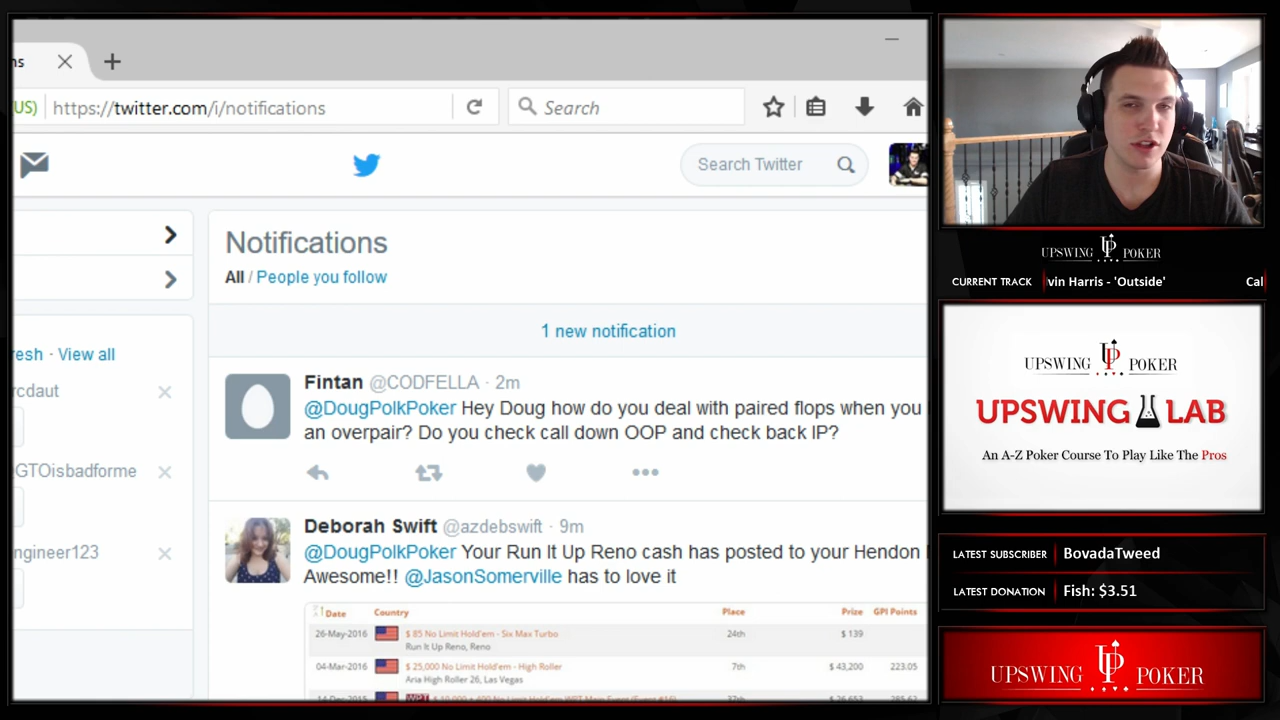 ns
US)
https://twitter.com/i/notifications
Search
Search Twitter
Notifications
All / People you follow
1 new notification
resh · View all
rcdaut
GTOisbadforme
ngineer123
Fintan @CODFELLA · 2m
@DougPolkPoker Hey Doug how do you deal with paired flops when you
an overpair? Do you check call down OOP and check back IP?
Deborah Swift @azdebswift · 9m
@DougPolkPoker Your Run It Up Reno cash has posted to your Hendon
Awesome!! @JasonSomerville has to love it
Date Country Place Prize GPI Points
26-May-2016 $ 85 No Limit Hold'em - Six Max Turbo 24th $ 139
Run It Up Reno, Reno
04-Mar-2016 $ 25,000 No Limit Hold'em - High Roller 7th $ 43,200 223.05
Aria High Roller 26, Las Vegas
UPSWING UP POKER
CURRENT TRACK vin Harris - 'Outside' Cal
UPSWING UP POKER
UPSWING LAB
An A-Z Poker Course To Play Like The Pros
LATEST SUBSCRIBER BovadaTweed
LATEST DONATION Fish: $3.51
UPSWING UP POKER